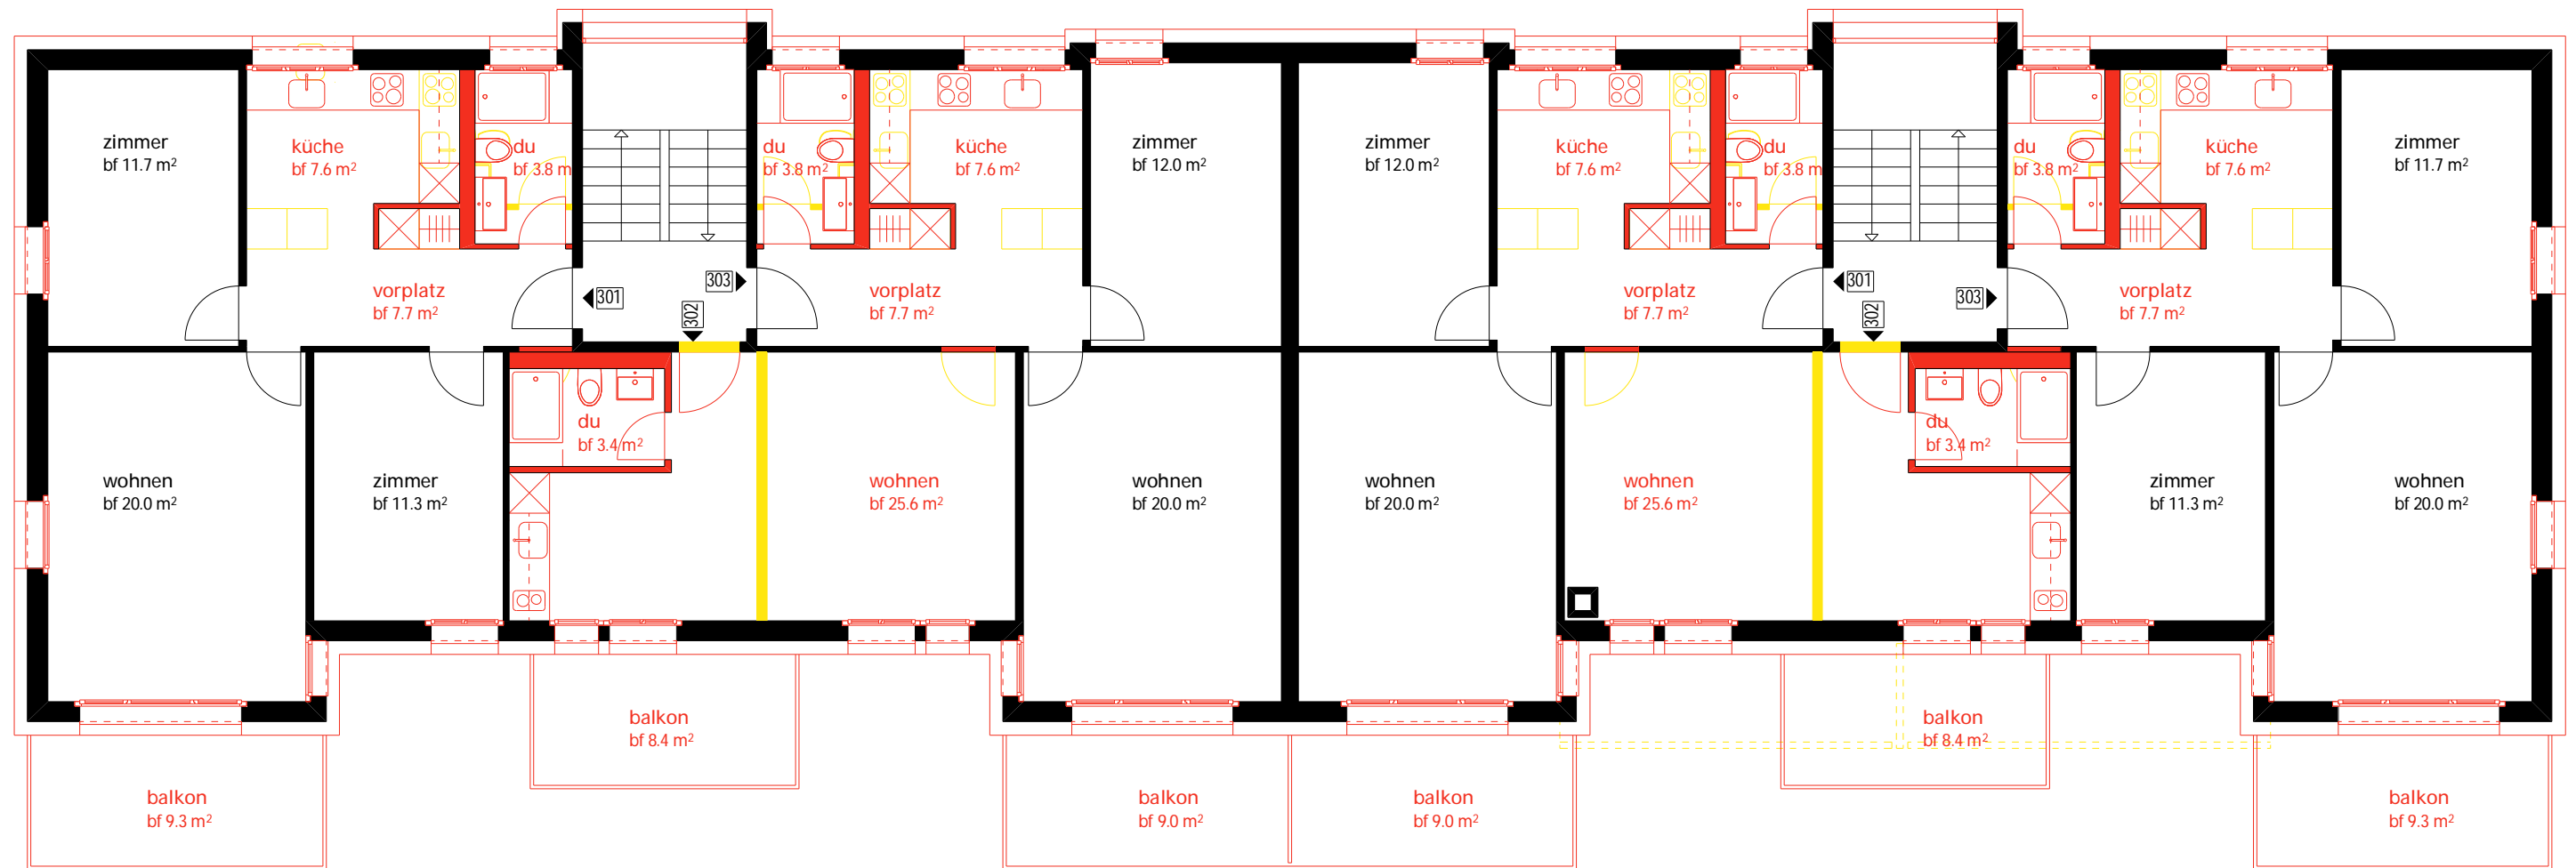 zimmer
bf 11.7 m²
küche
bf 7.6 m²
du
bf 3.8 m
du
bf 3.8 m²
küche
bf 7.6 m²
zimmer
bf 12.0 m²
zimmer
bf 12.0 m²
küche
bf 7.6 m²
du
bf 3.8 m
du
bf 3.8 m²
küche
bf 7.6 m²
zimmer
bf 11.7 m²
vorplatz
bf 7.7 m²
301
302
303
vorplatz
bf 7.7 m²
vorplatz
bf 7.7 m²
301
302
303
vorplatz
bf 7.7 m²
du
bf 3.4 m²
du
bf 3.4 m²
wohnen
bf 20.0 m²
zimmer
bf 11.3 m²
wohnen
bf 25.6 m²
wohnen
bf 20.0 m²
wohnen
bf 20.0 m²
wohnen
bf 25.6 m²
zimmer
bf 11.3 m²
wohnen
bf 20.0 m²
balkon
bf 8.4 m²
balkon
bf 8.4 m²
balkon
bf 9.3 m²
balkon
bf 9.0 m²
balkon
bf 9.0 m²
balkon
bf 9.3 m²